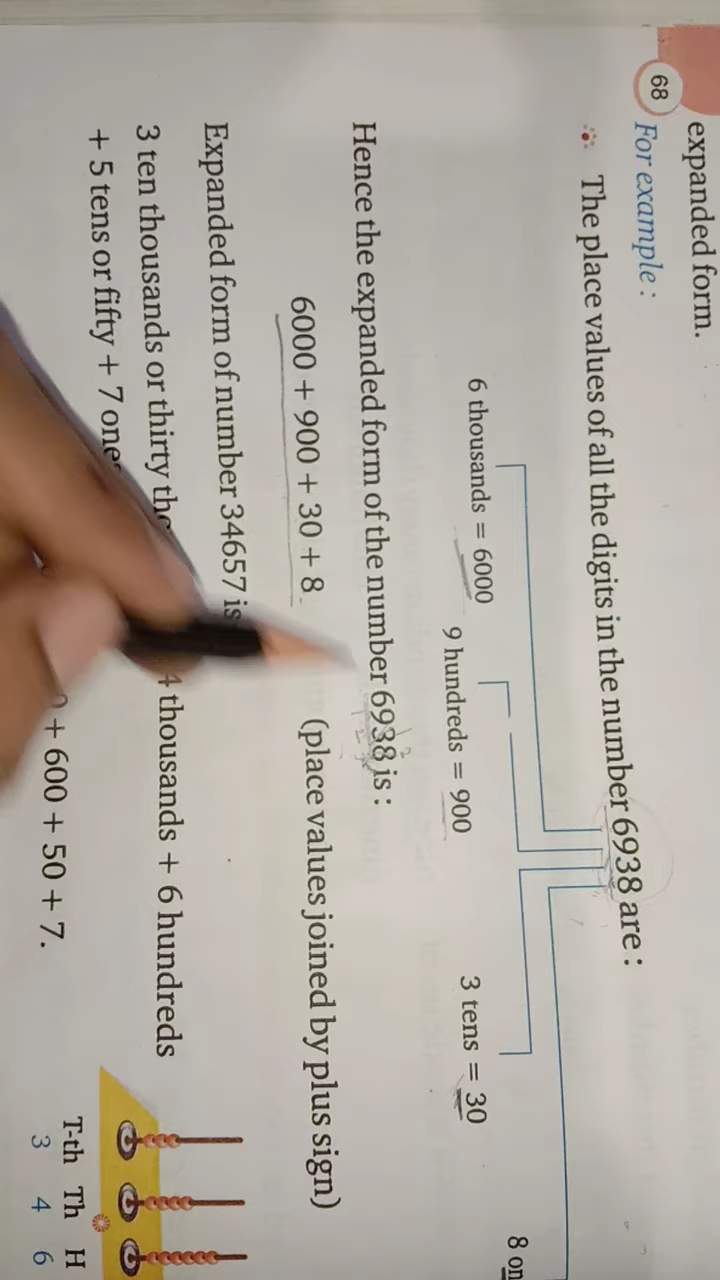 expanded form.
68
For example :
The place values of all the digits in the number 6938 are :
6 thousands = 6000 9 hundreds = 900 3 tens = 30 8
Hence the expanded form of the number 6938 is :
6000 + 900 + 30 + 8 (place values joined by plus sign)
Expanded form of number 34657 is
3 ten thousands or thirty 4 thousands + 6 hundreds
+ 5 tens or fifty + 7 + 600 + 50 + 7.
T-th Th H
3 4 6